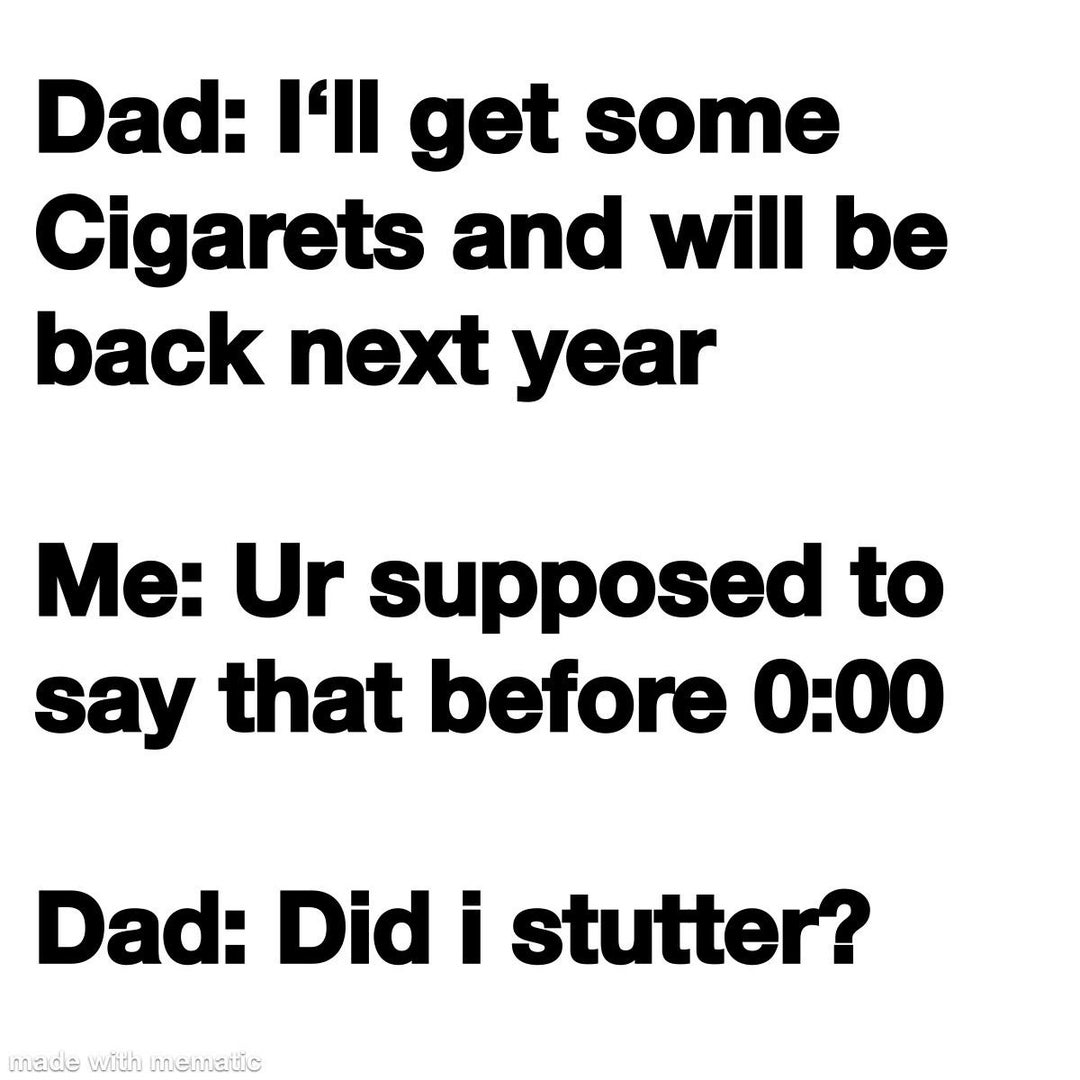 Dad: I‘ll get some
Cigarets and will be
back next year
Me: Ur supposed to
say that before 0:00
Dad: Did i stutter?
made with mematic